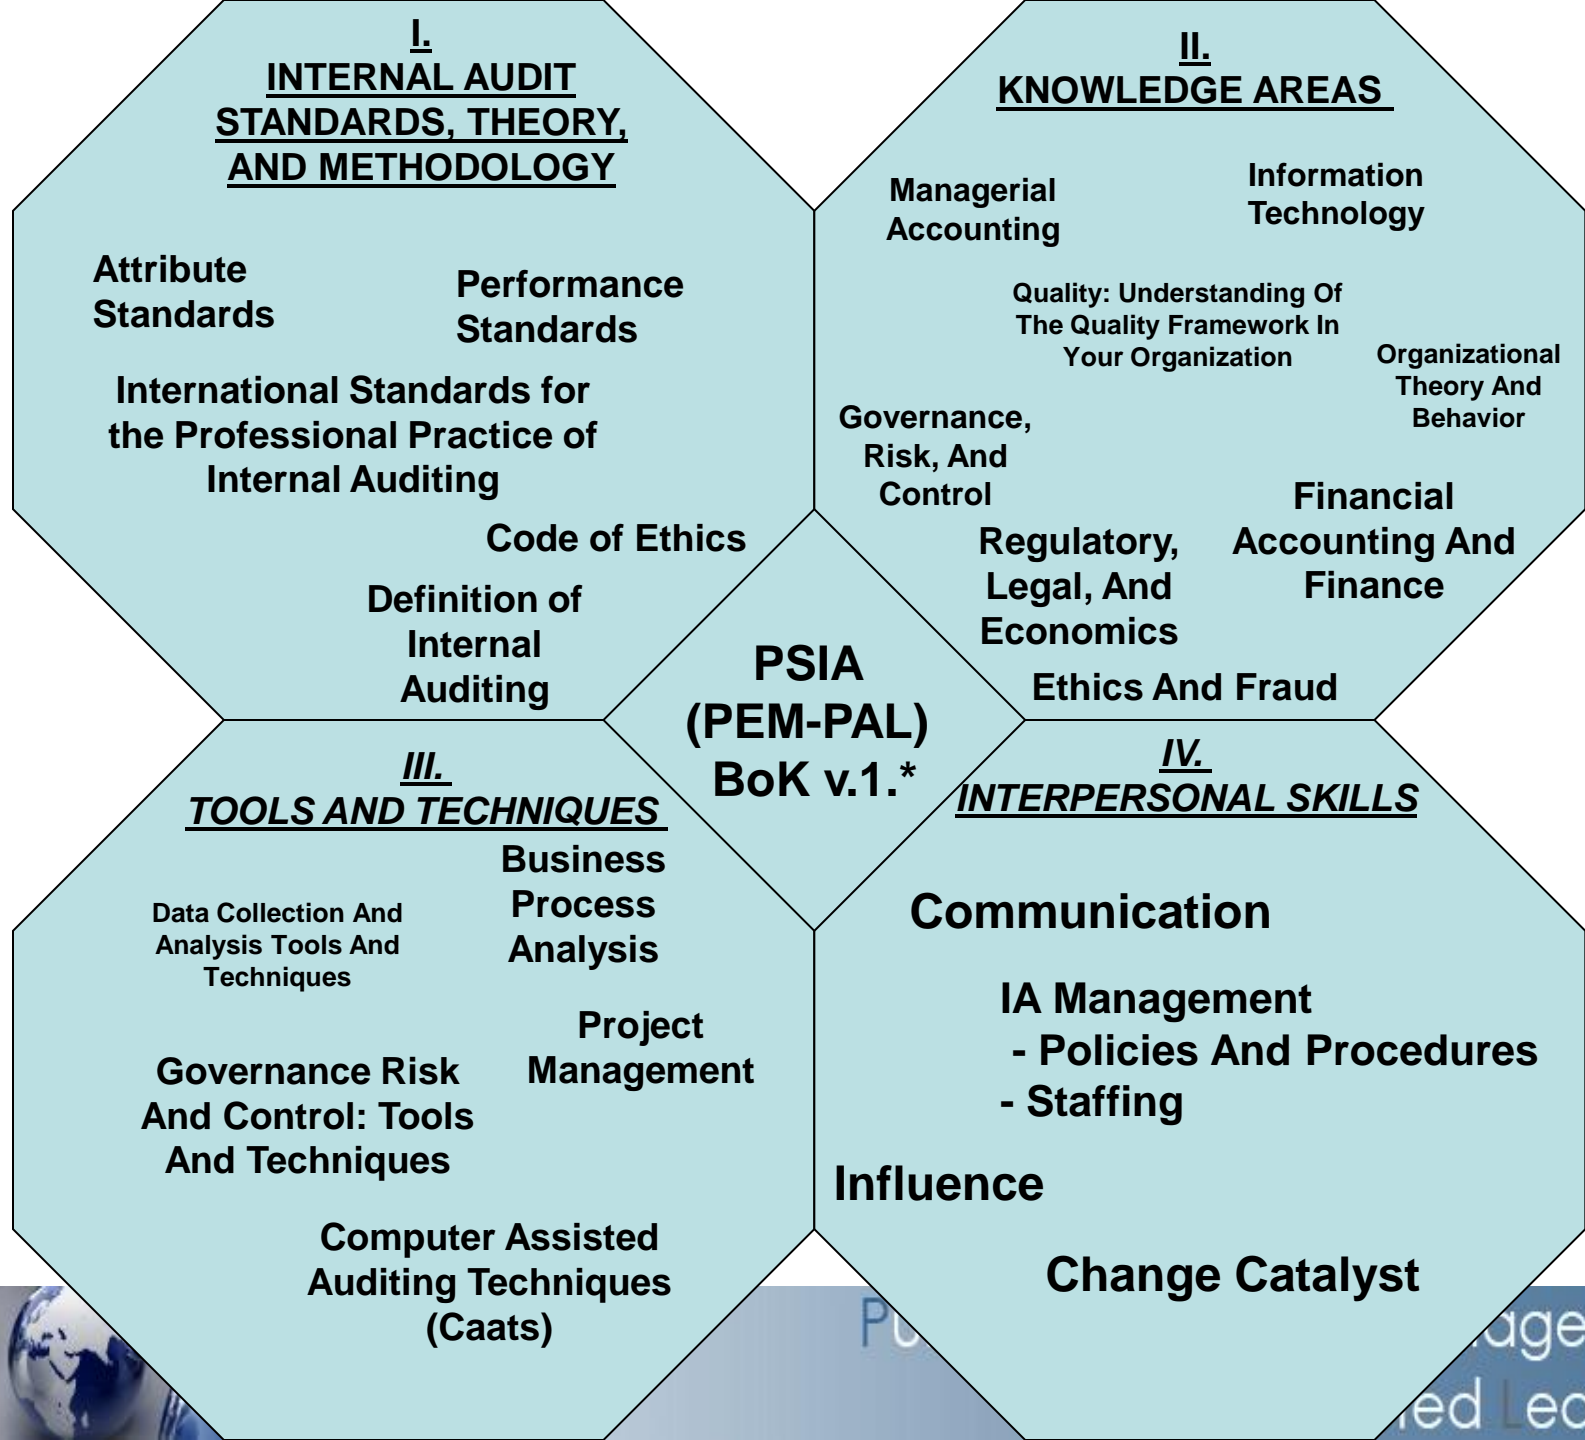 I.
INTERNAL AUDIT
STANDARDS, THEORY,
AND METHODOLOGY
Attribute
Standards
Performance
Standards
International Standards for
the Professional Practice of
Internal Auditing
Code of Ethics
Definition of
Internal
Auditing
II.
KNOWLEDGE AREAS
Managerial
Accounting
Information
Technology
Quality: Understanding Of
The Quality Framework In
Your Organization
Organizational
Theory And
Behavior
Governance,
Risk, And
Control
Financial
Accounting And
Finance
Regulatory,
Legal, And
Economics
Ethics And Fraud
PSIA
(PEM-PAL)
BoK v.1.*
III.
TOOLS AND TECHNIQUES
Business
Process
Analysis
Data Collection And
Analysis Tools And
Techniques
Project
Management
Governance Risk
And Control: Tools
And Techniques
Computer Assisted
Auditing Techniques
(Caats)
IV.
INTERPERSONAL SKILLS
Communication
IA Management
- Policies And Procedures
- Staffing
Influence
Change Catalyst